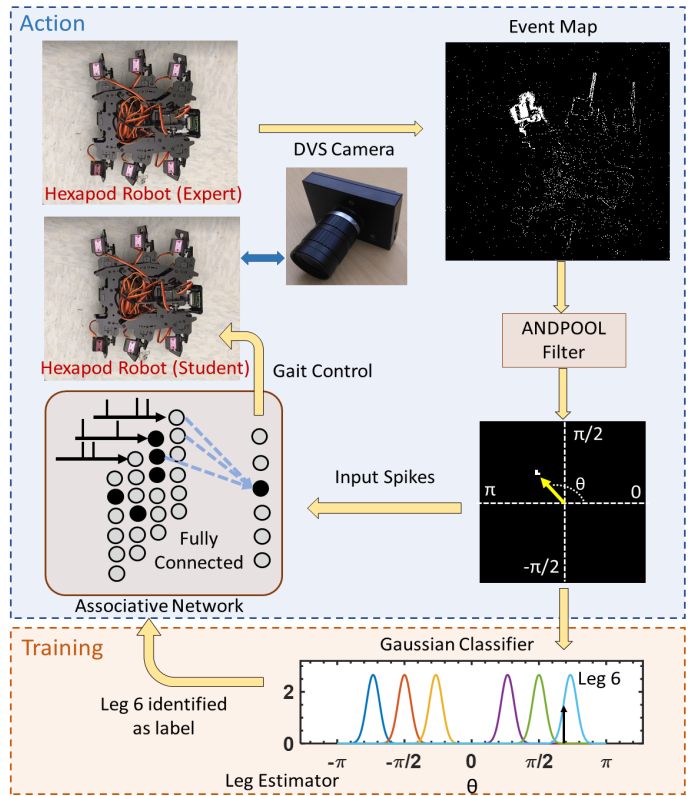 Action
Event Map
DVS Camera
Hexapod Robot (Expert)
Hexapod Robot (Student)
ANDPOOL
Filter
Gait Control
π/2
θ
π
0
-π/2
Input Spikes
Fully
Connected
Associative Network
Training
Gaussian Classifier
Leg 6
2
0
-π
-π/2
0
π/2
π
θ
Leg 6 identified
as label
Leg Estimator